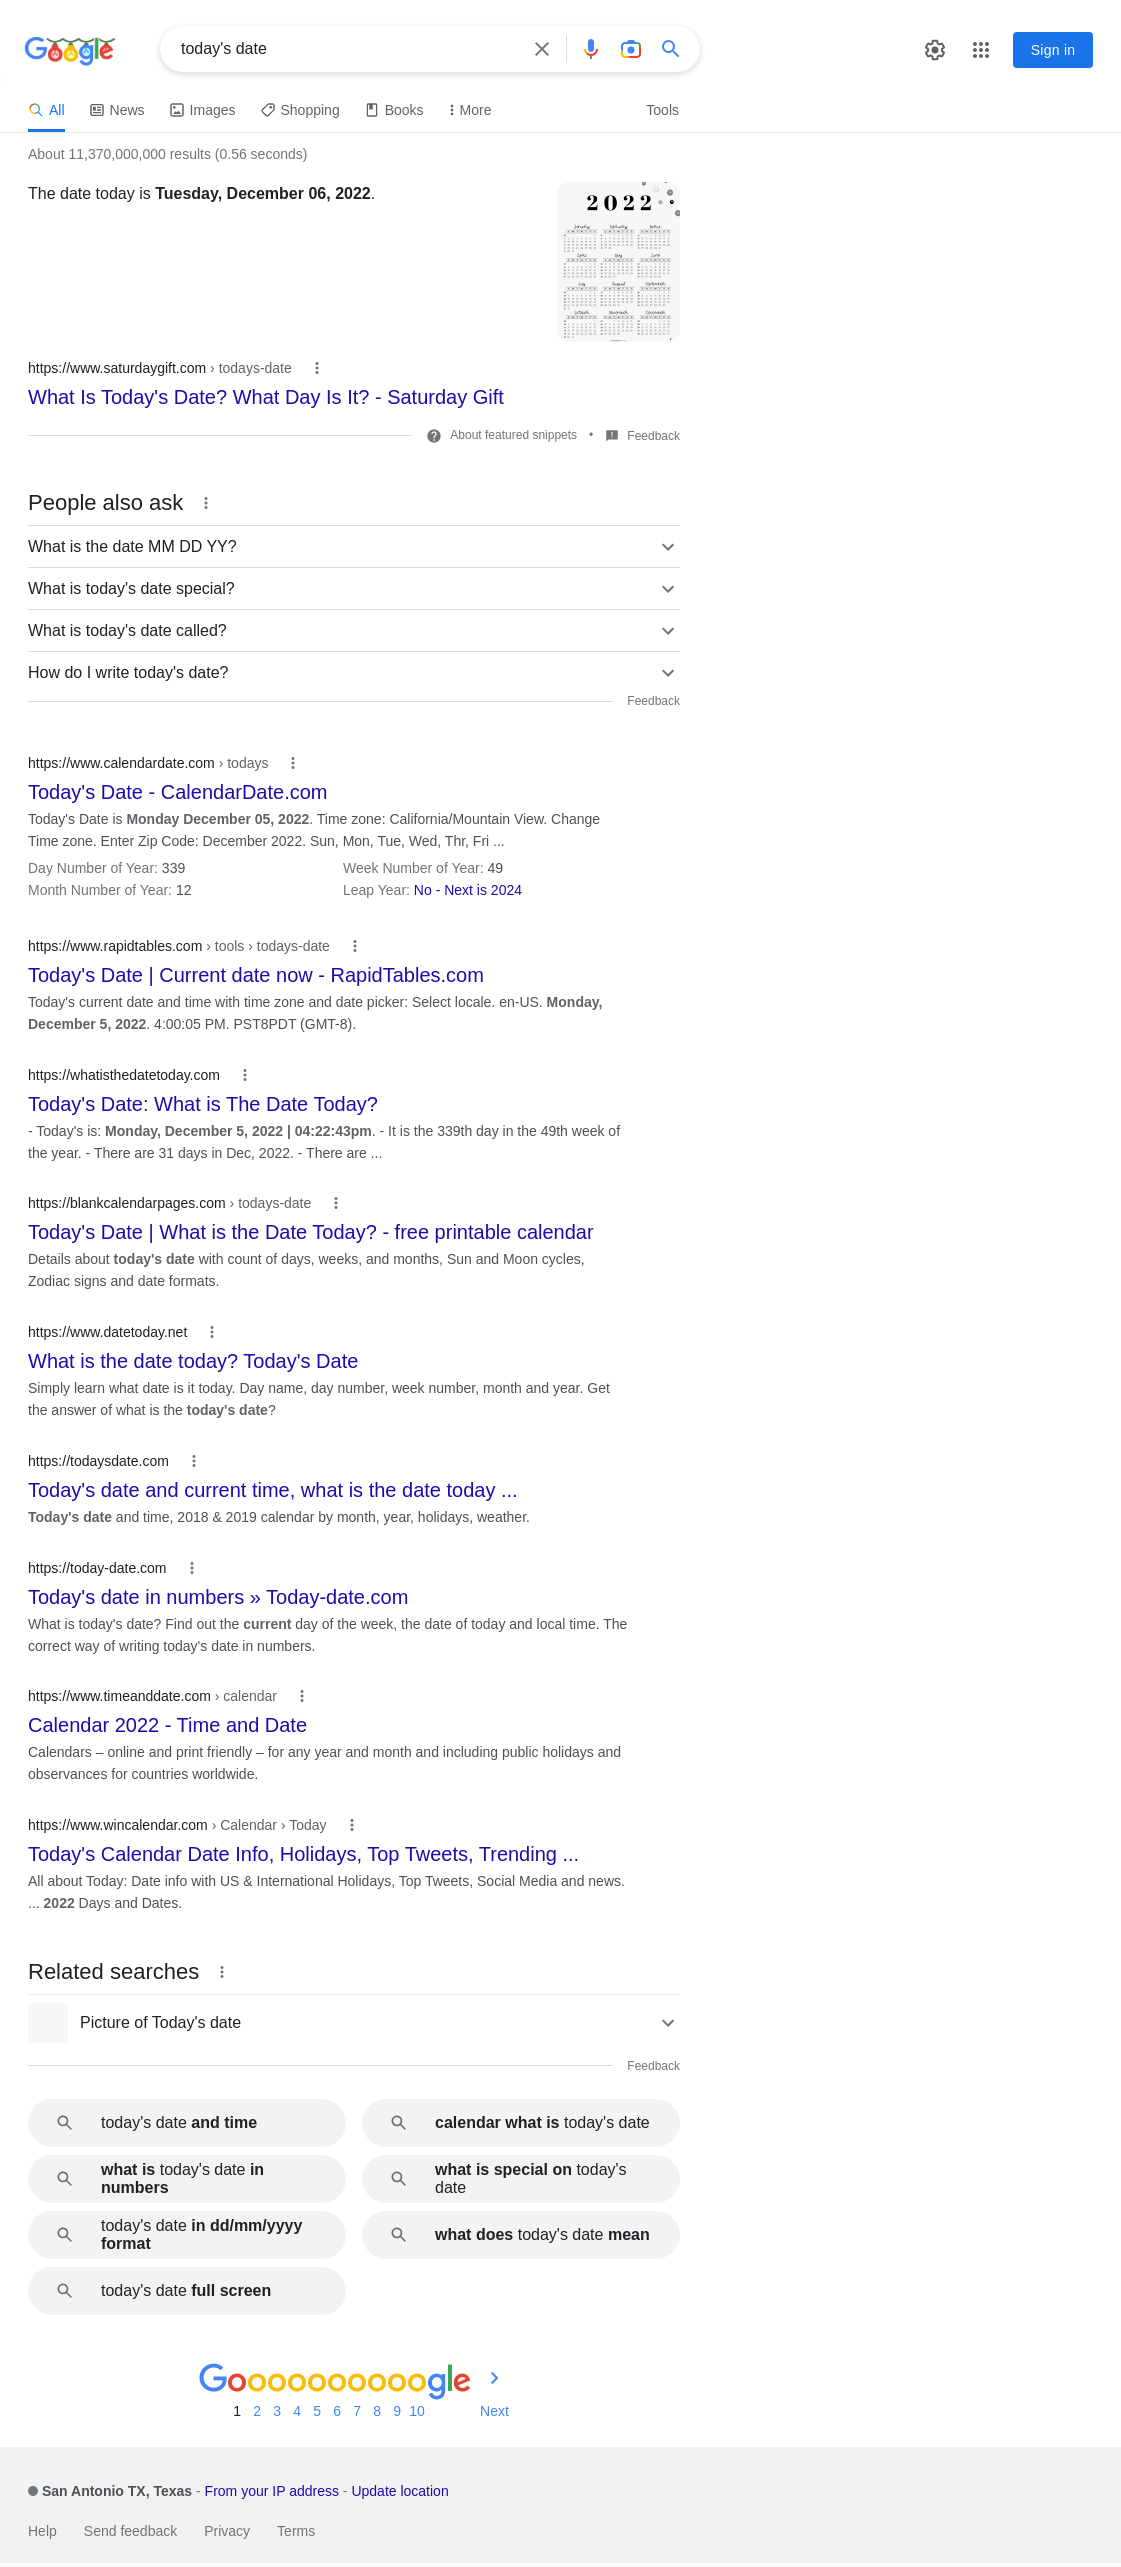 Google
today's date
Sign in
All
News
Images
Shopping
Books
More
Tools
About 11,370,000,000 results (0.56 seconds)
The date today is Tuesday, December 06, 2022.
2022
https://www.saturdaygift.com › todays-date
What Is Today's Date? What Day Is It? - Saturday Gift
About featured snippets • Feedback
People also ask
What is the date MM DD YY?
What is today's date special?
What is today's date called?
How do I write today's date?
Feedback
https://www.calendardate.com › todays
Today's Date - CalendarDate.com
Today's Date is Monday December 05, 2022. Time zone: California/Mountain View. Change
Time zone. Enter Zip Code: December 2022. Sun, Mon, Tue, Wed, Thr, Fri ...
Day Number of Year: 339
Week Number of Year: 49
Month Number of Year: 12
Leap Year: No - Next is 2024
https://www.rapidtables.com › tools › todays-date
Today's Date | Current date now - RapidTables.com
Today's current date and time with time zone and date picker: Select locale. en-US. Monday,
December 5, 2022. 4:00:05 PM. PST8PDT (GMT-8).
https://whatisthedatetoday.com
Today's Date: What is The Date Today?
- Today's is: Monday, December 5, 2022 | 04:22:43pm. - It is the 339th day in the 49th week of
the year. - There are 31 days in Dec, 2022. - There are ...
https://blankcalendarpages.com › todays-date
Today's Date | What is the Date Today? - free printable calendar
Details about today's date with count of days, weeks, and months, Sun and Moon cycles,
Zodiac signs and date formats.
https://www.datetoday.net
What is the date today? Today's Date
Simply learn what date is it today. Day name, day number, week number, month and year. Get
the answer of what is the today's date?
https://todaysdate.com
Today's date and current time, what is the date today ...
Today's date and time, 2018 & 2019 calendar by month, year, holidays, weather.
https://today-date.com
Today's date in numbers » Today-date.com
What is today's date? Find out the current day of the week, the date of today and local time. The
correct way of writing today's date in numbers.
https://www.timeanddate.com › calendar
Calendar 2022 - Time and Date
Calendars – online and print friendly – for any year and month and including public holidays and
observances for countries worldwide.
https://www.wincalendar.com › Calendar › Today
Today's Calendar Date Info, Holidays, Top Tweets, Trending ...
All about Today: Date info with US & International Holidays, Top Tweets, Social Media and news.
... 2022 Days and Dates.
Related searches
Picture of Today's date
Feedback
today's date and time
calendar what is today's date
what is today's date in
numbers
what is special on today's
date
today's date in dd/mm/yyyy
format
what does today's date mean
today's date full screen
Goooooooooogle
1 2 3 4 5 6 7 8 9 10 Next
San Antonio TX, Texas - From your IP address - Update location
Help Send feedback Privacy Terms